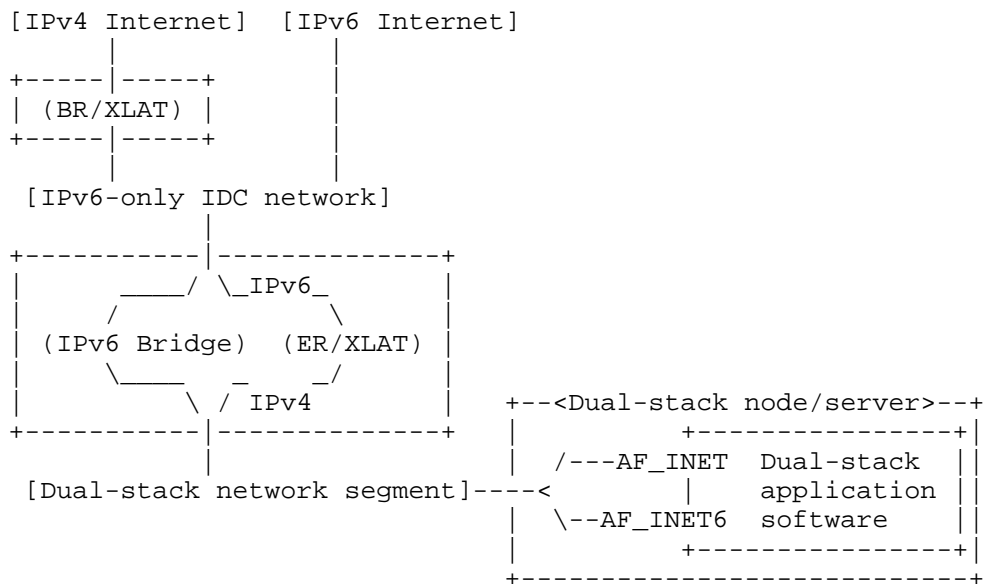 [IPv4 Internet] [IPv6 Internet]
(BR/XLAT)
[IPv6-only IDC network]
IPv6
(IPv6 Bridge) (ER/XLAT)
IPv4
<Dual-stack node/server>
AF_INET Dual-stack
[Dual-stack network segment] application
AF_INET6 software